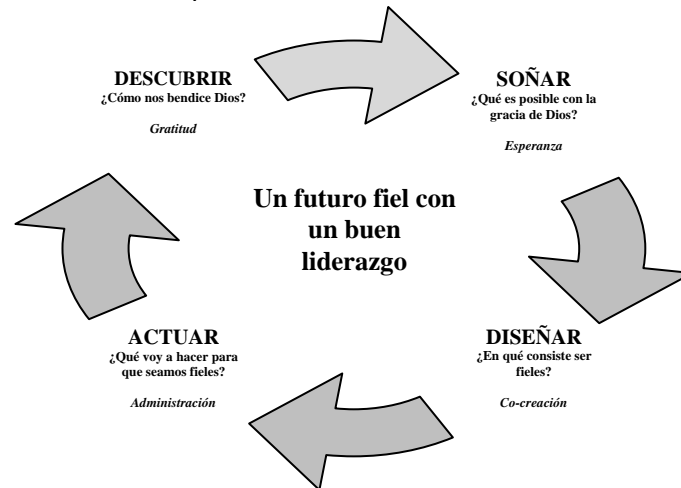 DESCUBRIR
¿Cómo nos bendice Dios?
Gratitud
SOÑAR
¿Qué es posible con la
gracia de Dios?
Esperanza
Un futuro fiel con
un buen
liderazgo
ACTUAR
¿Qué voy a hacer para
que seamos fieles?
Administración
DISEÑAR
¿En qué consiste ser
fieles?
Co-creación